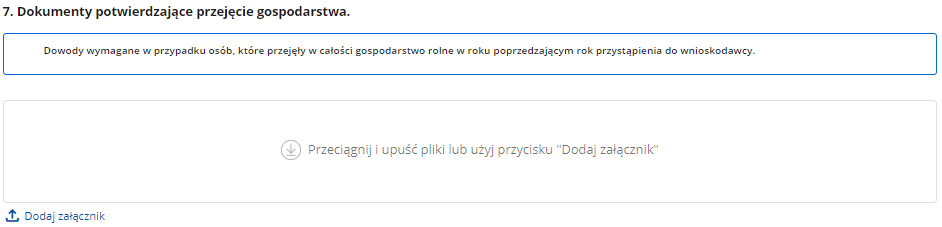 7. Dokumenty potwierdzające przejęcie gospodarstwa.
Dowody wymagane w przypadku osób, które przejęły w całości gospodarstwo rolne w roku poprzedzającym rok przystąpienia do wnioskodawcy.
Przeciągnij i upuść pliki lub użyj przycisku "Dodaj załącznik"
Dodaj załącznik